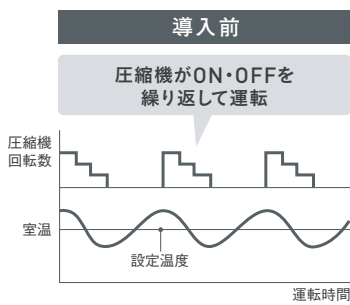 導入前
圧縮機がON・OFFを
繰り返して運転
圧縮機
回転数
室温
設定温度
運転時間